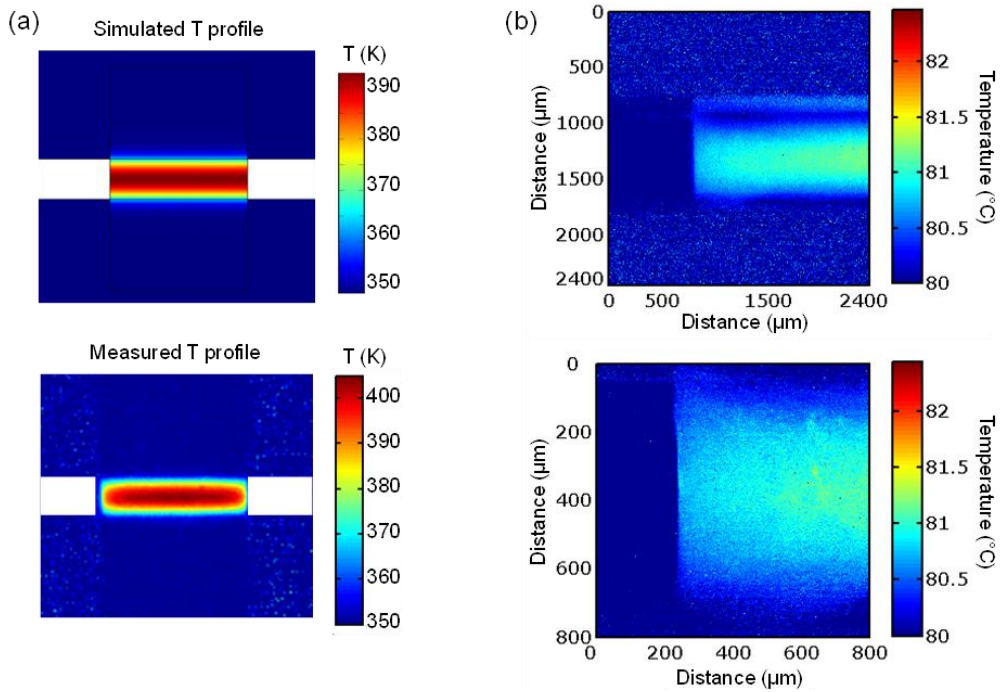 (a)
Simulated T profile
T (K)
390
380
370
360
350
Measured T profile
T (K)
400
390
380
370
360
350
(b)
0
500
1000
1500
2000
2400
Distance (µm)
0 500 1500 2400
Distance (µm)
82
81.5
81
80.5
80
Temperature (°C)
0
200
400
600
800
Distance (µm)
0 200 400 600 800
Distance (µm)
82
81.5
81
80.5
80
Temperature (°C)